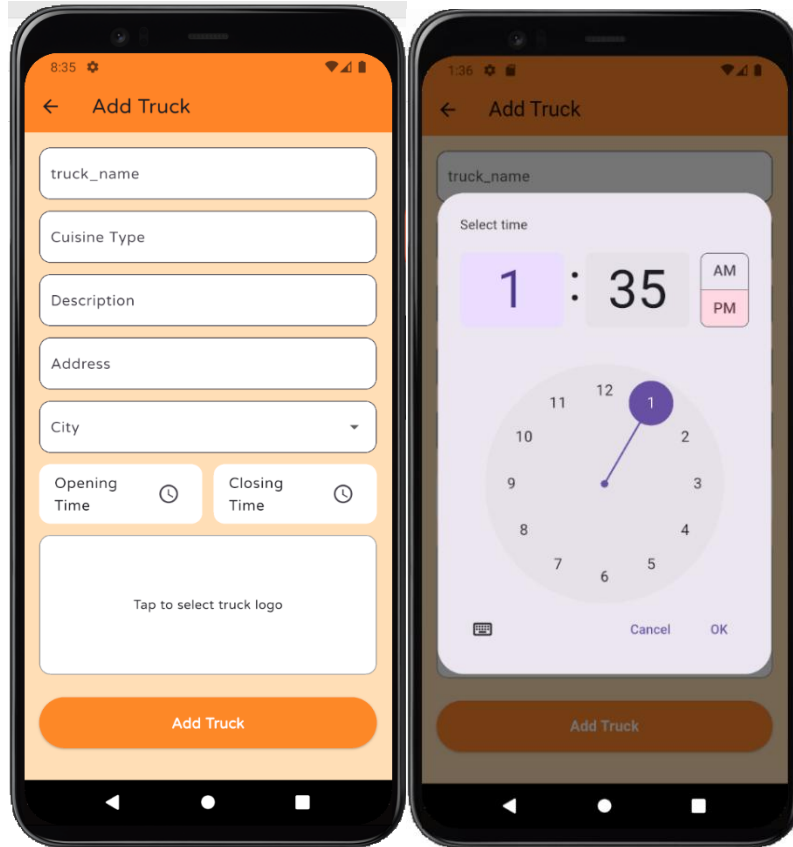 8:35
Add Truck
truck_name
Cuisine Type
Description
Address
City
Opening
Time
Closing
Time
Tap to select truck logo
Add Truck
1:36
Add Truck
truck_name
Select time
1 : 35
AM
PM
12
11
1
10
2
9
3
8
4
7
5
6
Cancel
OK
Add Truck